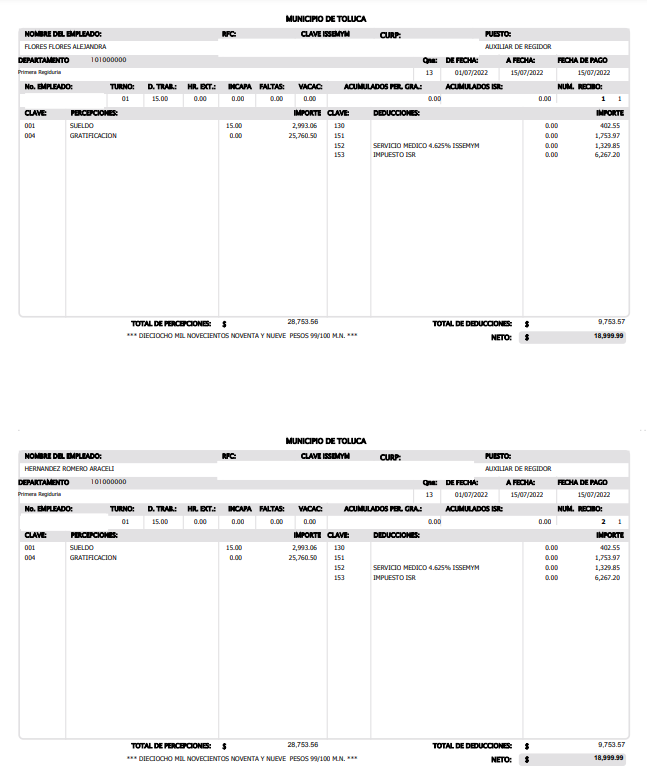 MUNICIPIO DE TOLUCA
NOMBRE DEL EMPLEADO: RFC: CLAVE ISSEMYM CURP: PUESTO:
FLORES FLORES ALEJANDRA AUXILIAR DE REGIDOR
DEPARTAMENTO 101000000 Qna: DE FECHA: A FECHA: FECHA DE PAGO
Primera Regiduria 13 01/07/2022 15/07/2022 15/07/2022
No. EMPLEADO: TURNO: D. TRAB.: HR. EXT.: INCAPA FALTAS: VACAC: ACUMULADOS PER. GRA.: ACUMULADOS ISR: NUM. RECIBO:
01 15.00 0.00 0.00 0.00 0.00 0.00 0.00 1 1
CLAVE: PERCEPCIONES: IMPORTE CLAVE: DEDUCCIONES: IMPORTE
001 SUELDO 15.00 2,993.06 130 0.00 402.55
004 GRATIFICACION 0.00 25,760.50 151 0.00 1,753.97
152 SERVICIO MEDICO 4.625% ISSEMYM 0.00 1,329.85
153 IMPUESTO ISR 0.00 6,267.20
TOTAL DE PERCEPCIONES: $ 28,753.56 TOTAL DE DEDUCCIONES: $ 9,753.57
*** DIECIOCHO MIL NOVECIENTOS NOVENTA Y NUEVE PESOS 99/100 M.N. *** NETO: $ 18,999.99
MUNICIPIO DE TOLUCA
NOMBRE DEL EMPLEADO: RFC: CLAVE ISSEMYM CURP: PUESTO:
HERNANDEZ ROMERO ARACELI AUXILIAR DE REGIDOR
DEPARTAMENTO 101000000 Qna: DE FECHA: A FECHA: FECHA DE PAGO
Primera Regiduria 13 01/07/2022 15/07/2022 15/07/2022
No. EMPLEADO: TURNO: D. TRAB.: HR. EXT.: INCAPA FALTAS: VACAC: ACUMULADOS PER. GRA.: ACUMULADOS ISR: NUM. RECIBO:
01 15.00 0.00 0.00 0.00 0.00 0.00 0.00 2 1
CLAVE: PERCEPCIONES: IMPORTE CLAVE: DEDUCCIONES: IMPORTE
001 SUELDO 15.00 2,993.06 130 0.00 402.55
004 GRATIFICACION 0.00 25,760.50 151 0.00 1,753.97
152 SERVICIO MEDICO 4.625% ISSEMYM 0.00 1,329.85
153 IMPUESTO ISR 0.00 6,267.20
TOTAL DE PERCEPCIONES: $ 28,753.56 TOTAL DE DEDUCCIONES: $ 9,753.57
*** DIECIOCHO MIL NOVECIENTOS NOVENTA Y NUEVE PESOS 99/100 M.N. *** NETO: $ 18,999.99